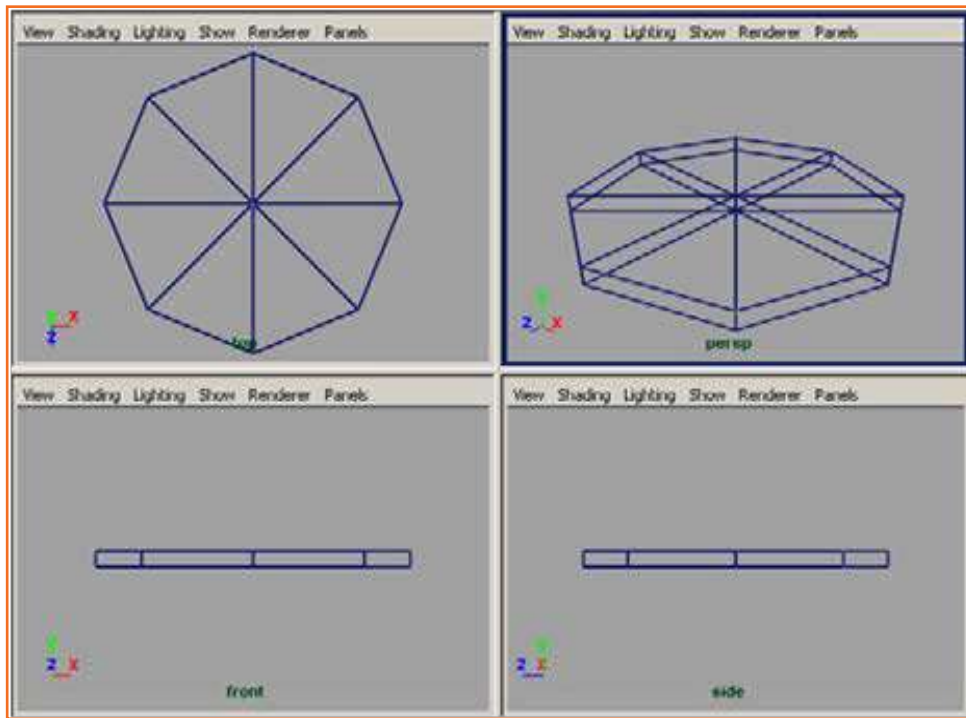 View Shading Lighting Show Renderer Panels
View Shading Lighting Show Renderer Panels
Y X
Z
top
Y
Z X
persp
View Shading Lighting Show Renderer Panels
View Shading Lighting Show Renderer Panels
Y
Z X
front
Y
Z X
side